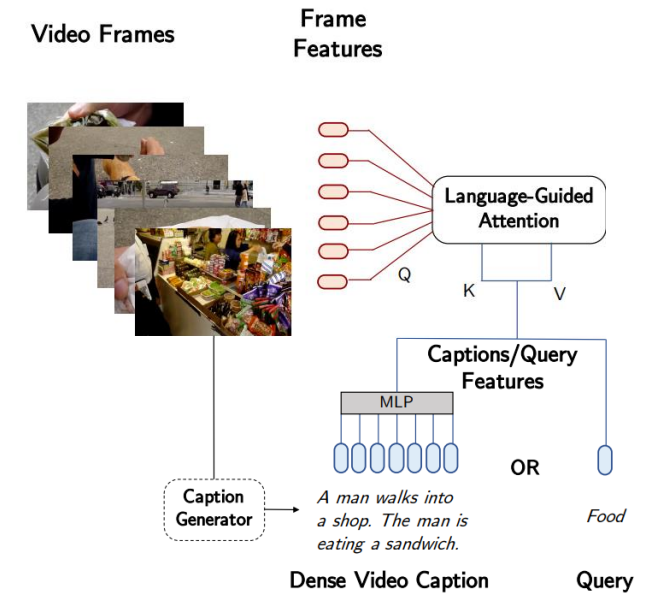 Video Frames
Frame
Features
Language-Guided
Attention
Q
K
V
Captions/Query
Features
MLP
OR
Caption
Generator
A man walks into
a shop. The man is
eating a sandwich.
Food
Dense Video Caption
Query